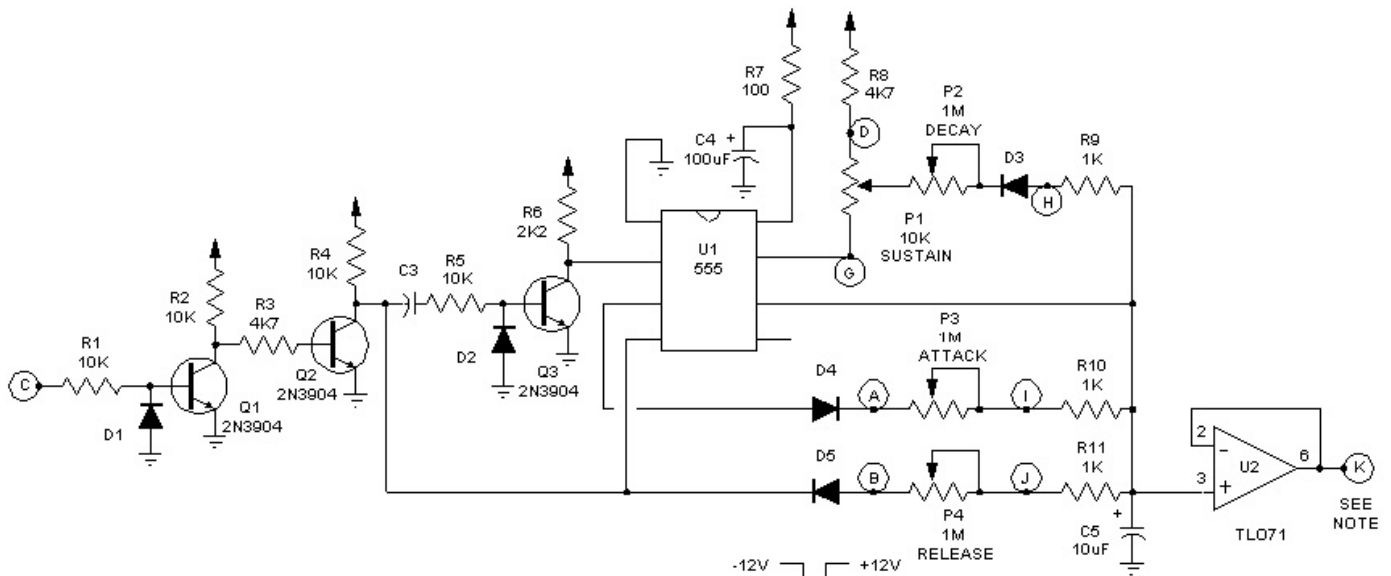 R7
100
R8
4K7
P2
1M
DECAY
D
D3
R9
1K
C4
+
100uF
H
R6
2K2
P1
10K
SUSTAIN
U1
555
G
R4
10K
C3
R5
10K
R2
10K
R3
4K7
D2
Q3
2N3904
P3
1M
ATTACK
R1
10K
Q2
2N3904
C
D4
A
I
R10
1K
Q1
2N3904
D1
D5
B
J
R11
1K
2
-
3
+
U2
6
K
P4
1M
RELEASE
+
C5
10uF
TL071
SEE
NOTE
-12V
+12V